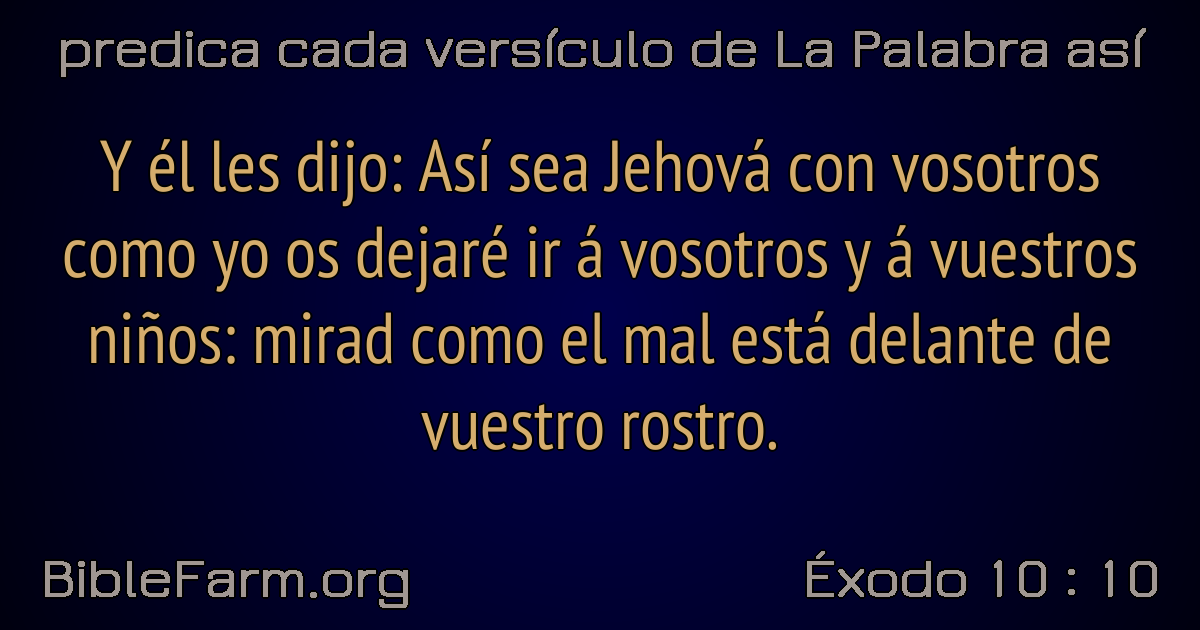 predica cada versículo de La Palabra así
Y él les dijo: Así sea Jehová con vosotros
como yo os dejaré ir á vosotros y á vuestros
niños: mirad como el mal está delante de
vuestro rostro.
BibleFarm.org
Éxodo 10 : 10